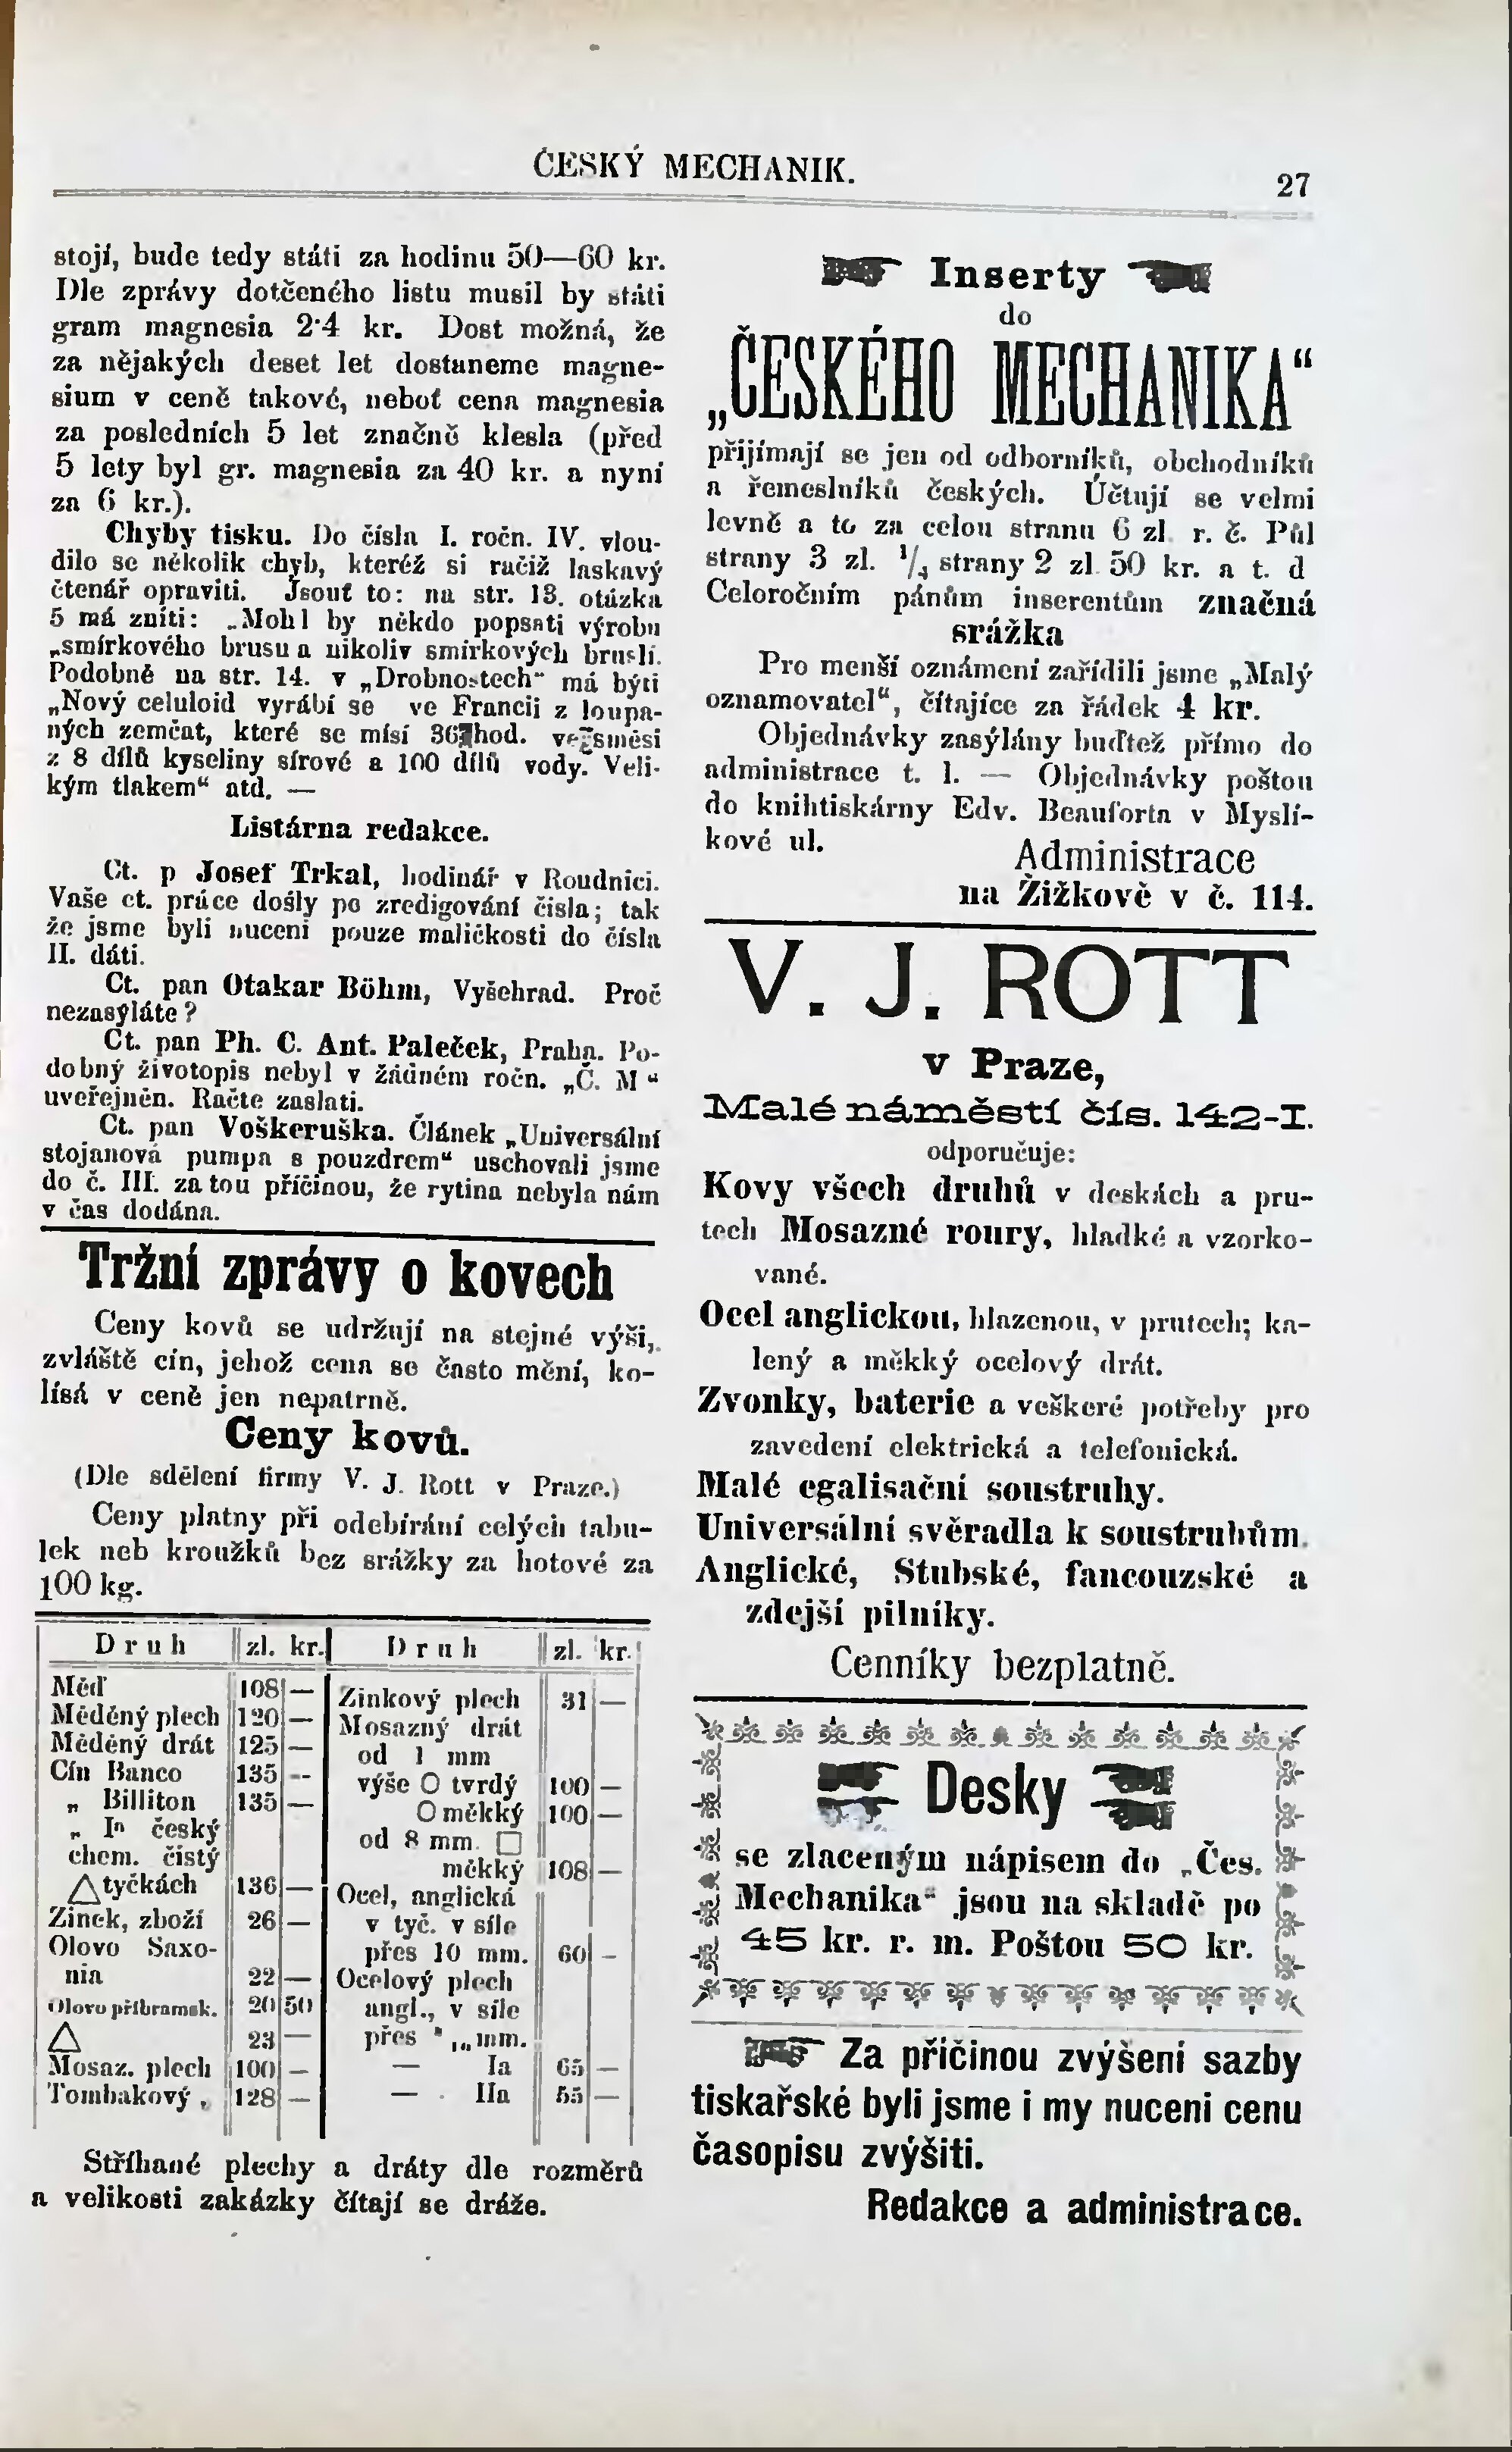 ČESKÝ MECHANIK.
27
stojí, bude tedy státi za hodinu 50—60 kr.
Dle zprávy dotčeného listu musil by státi
gram magnesia 2·4 kr. Dost možná, že
za nějakých deset let dostaneme magne-
sium v ceně takové, neboť cena magnesia
za posledních 5 let značně klesla (před
5 lety byl gr. magnesia za 40 kr. a nyní
za 6 kr.).
Chyby tisku. Do čísla I. ročn. IV. vlou-
dilo se několik chyb, kteréž si račiž laskavý
čtenář opraviti. Jsouť to: na str. 13. otázka
5 má zníti: „Mohl by někdo popsati výrobu
„smírkového brusu a nikoliv smirkových bruslí.
Podobně na str. 14. v „Drobnostech“ má býti
„Nový celuloid vyrábí se ve Francii z loupa-
ných zemčat, které se mísí 36 hod. ve směsi
z 8 dílů kyseliny sírové a 100 dílů vody. Veli-
kým tlakem“ atd. —
Listárna redakce.
Ct. p Josef Trkal, hodinář v Roudnici.
Vaše ct. práce došly po zredigování čísla; tak
že jsme byli nuceni pouze maličkosti do čísla
II. dáti.
Ct. pan Otakar Böhm, Vyšehrad. Proč
nezasýláte?
Ct. pan Ph. C. Ant. Paleček, Praha. Po-
dobný životopis nebyl v žádném ročn. „Č. M“
uveřejněn. Račte zaslati.
Ct. pan Voškeruška. Článek „Universální
stojanová pumpa s pouzdrem“ uschovali jsme
do č. III. za tou příčinou, že rytina nebyla nám
v čas dodána.
Tržní zprávy o kovech
Ceny kovů se udržují na stejné výši,
zvláště cín, jehož cena se často mění, ko-
lísá v ceně jen nepatrně.
Ceny kovů.
(Dle sdělení firmy V. J. Rott v Praze.)
Ceny platny při odebírání celých tabu-
lek neb kroužků bez srážky za hotové za
100 kg.
Druh zl. kr.
Měď 108 —
Měděný plech 120 —
Měděný drát 125 —
Cín Banco 135 --
„ Billiton 135 —
„ Iª český
chem. čistý
△ tyčkách 136 —
Zinek, zboží 26 —
Olovo Saxo-
nia 22 —
Olovo příbramsk. 20 50
△ 23 —
Mosaz. plech 100 —
Tombakový „ 128 —
Druh zl. kr.
Zinkový plech 31 —
Mosazný drát
od 1 mm
výše O tvrdý 100 —
O měkký 100 —
od 8 mm □
měkký 108 —
Ocel, anglická
v tyč. v síle
přes 10 mm. 60 –
Ocelový plech
angl., v síle
přes mm.
— Ia 65 —
— IIa 55 —
Stříhané plechy a dráty dle rozměrů
a velikosti zakázky čítají se dráže.
Inserty
do
„ČESKÉHO MECHANIKA“
přijímají se jen od odborníků, obchodníků
a řemeslníků českých. Účtují se velmi
levně a to za celou stranu 6 zl. r. č. Půl
strany 3 zl. 1/4 strany 2 zl. 50 kr. a t. d
Celoročním pánům inserentům značná
srážka
Pro menší oznámení zařídili jsme „Malý
oznamovatel“, čítajíce za řádek 4 kr.
Objednávky zasýlány buďtež přímo do
administrace t. l. — Objednávky poštou
do knihtiskárny Edv. Beauforta v Myslí-
kové ul.
Administrace
na Žižkově v č. 114.
V. J. ROTT
v Praze,
Malé náměstí čís. 142-I.
odporučuje:
Kovy všech druhů v deskách a pru-
tech Mosazné roury, hladké a vzorko-
vané.
Ocel anglickou, hlazenou, v prutech; ka-
lený a měkký ocelový drát.
Zvonky, baterie a veškeré potřeby pro
zavedení elektrická a telefonická.
Malé egalisační soustruhy.
Universální svěradla k soustruhům.
Anglické, Stubské, fancouzské a
zdejší pilníky.
Cenníky bezplatně.
Desky
se zlaceným nápisem do „Čes.
Mechanika“ jsou na skladě po
45 kr. r. m. Poštou 50 kr.
Za příčinou zvýšení sazby
tiskařské byli jsme i my nuceni cenu
časopisu zvýšiti.
Redakce a administrace.